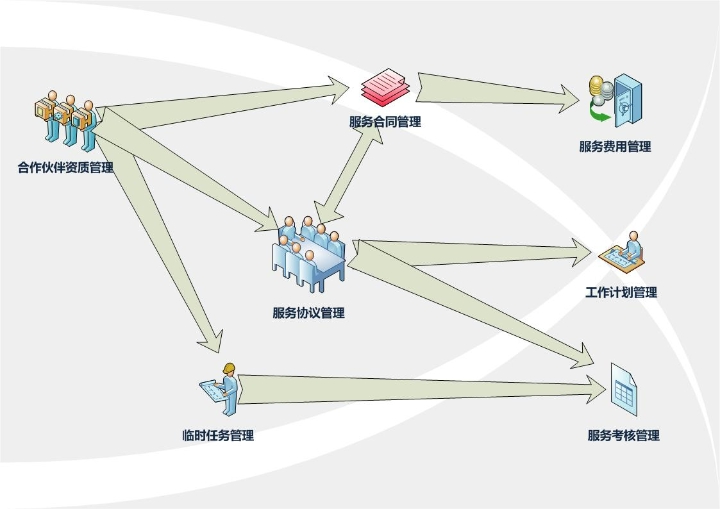 服务合同管理
服务费用管理
合作伙伴资质管理
工作计划管理
服务协议管理
临时任务管理
服务考核管理